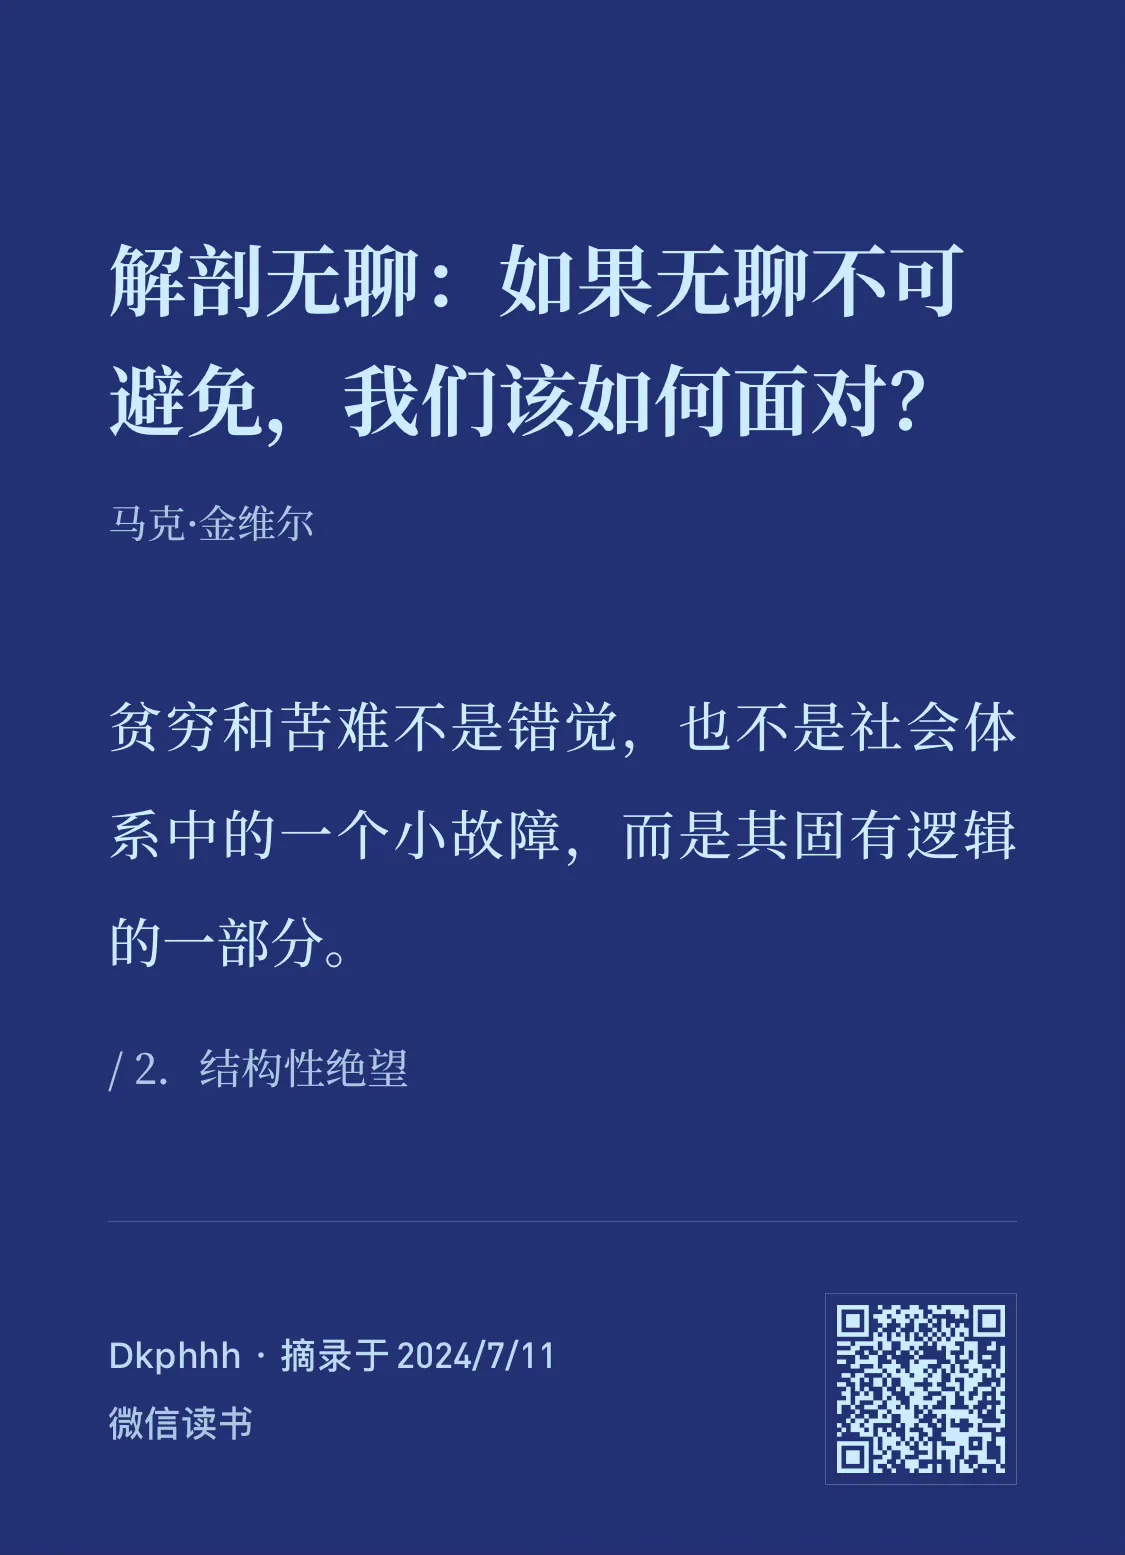 解剖无聊：如果无聊不可
避免，我们该如何面对？
马克·金维尔
贫穷和苦难不是错觉，也不是社会体
系中的一个小故障，而是其固有逻辑
的一部分。
/ 2. 结构性绝望
Dkphhh · 摘录于 2024/7/11
微信读书